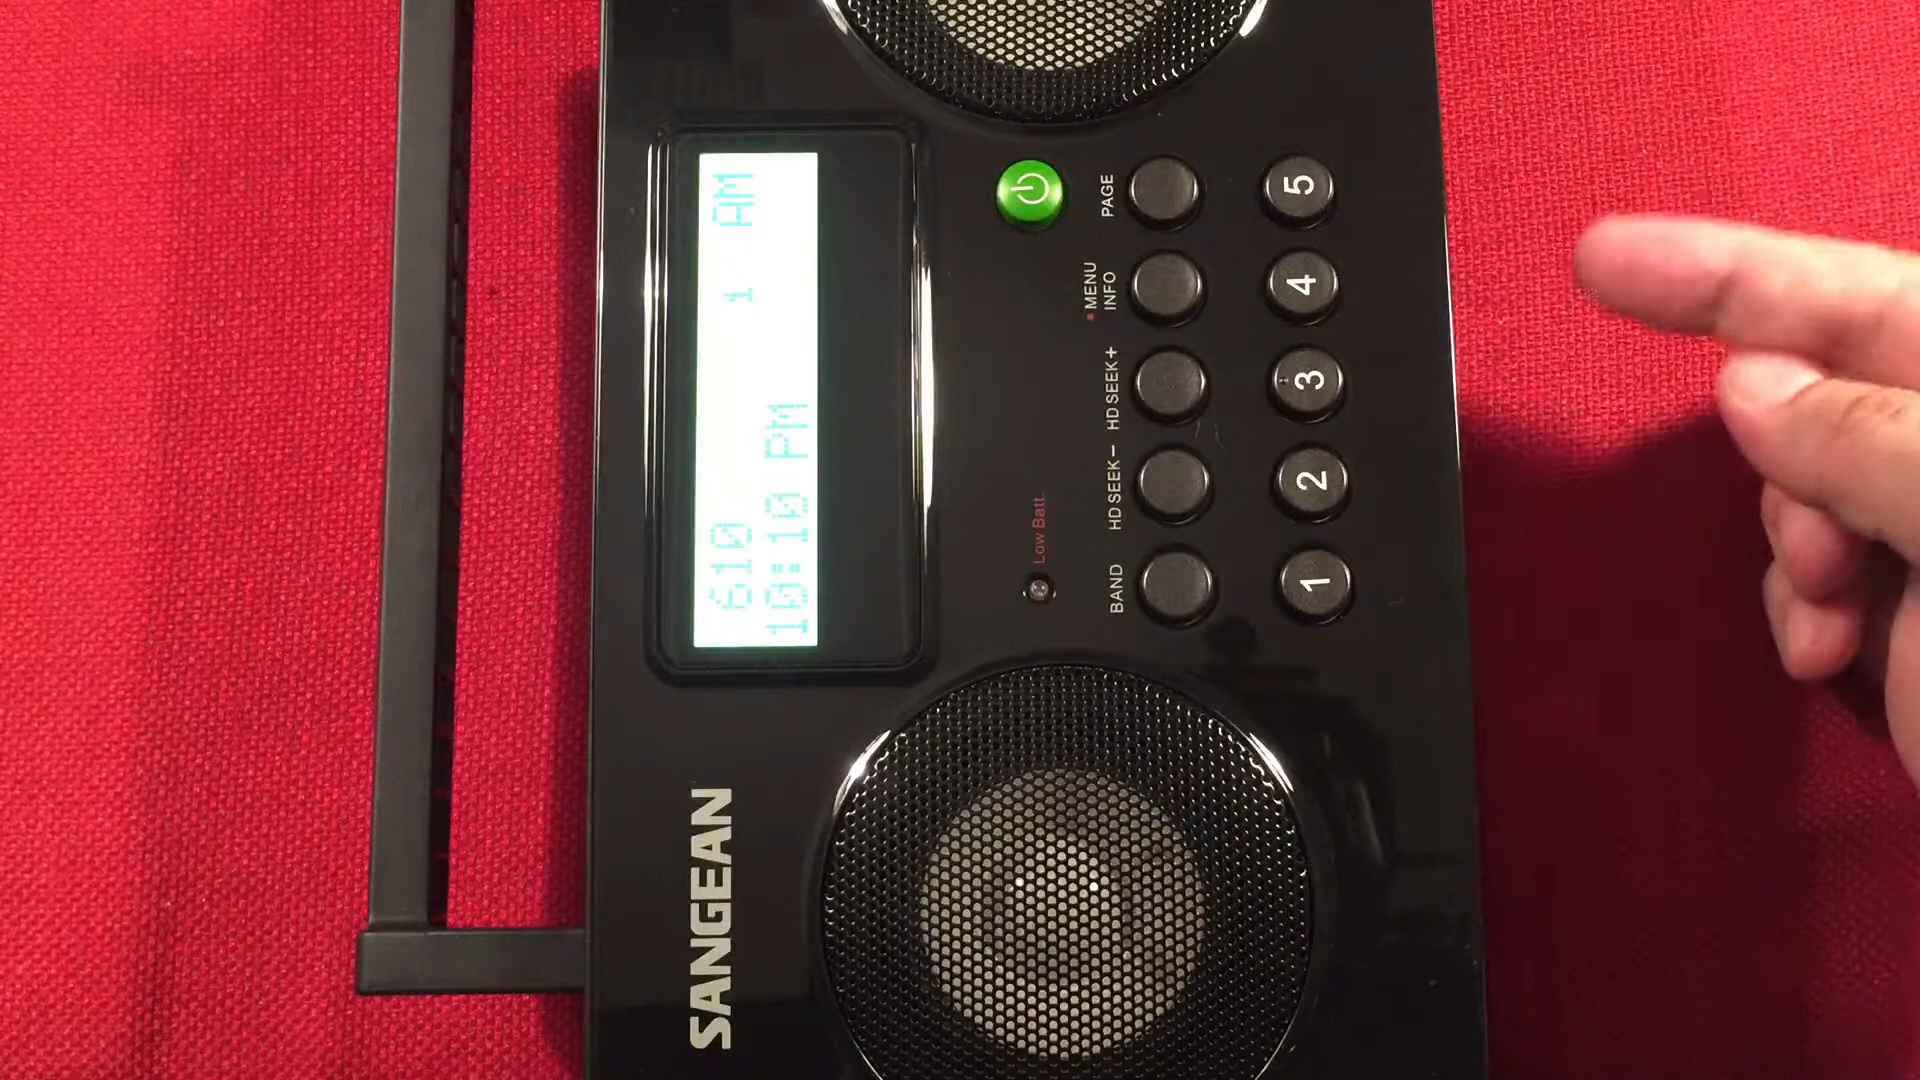 610 i AM
10:10 PM
Low Batt.
BAND HD SEEK− HD SEEK+ MENU INFO PAGE
1 2 3 4 5
SANGEAN